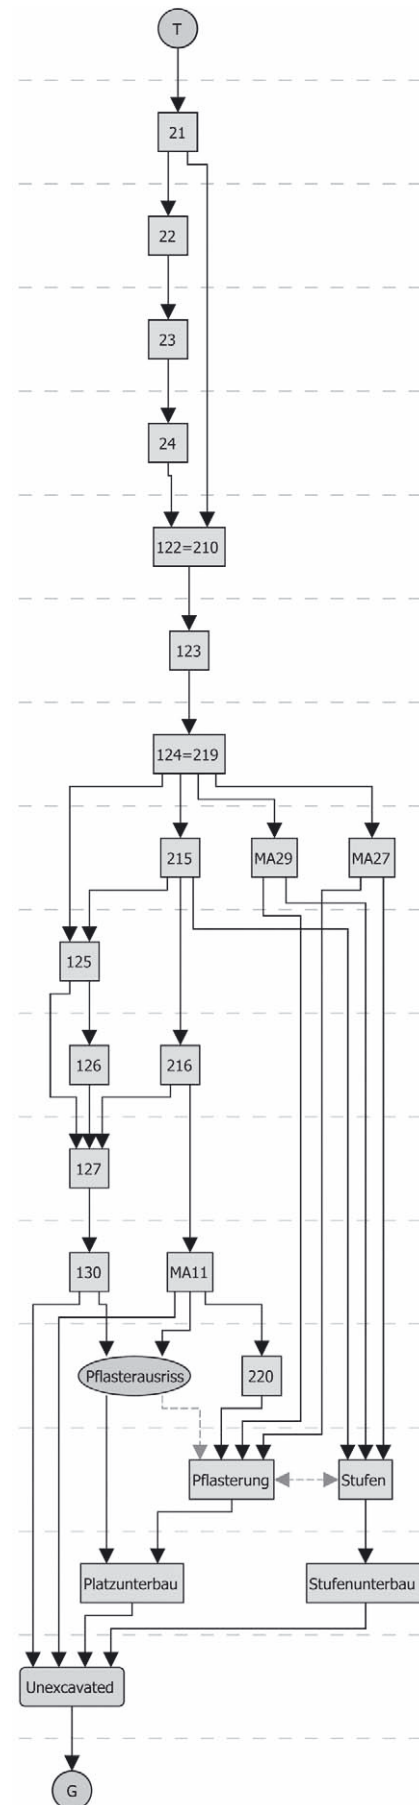 T
21
22
23
24
122=210
123
124=219
215
MA29
MA27
125
126
216
127
130
MA11
Pflasterausriss
220
Pflasterung
Stufen
Platzunterbau
Stufenunterbau
Unexcavated
G